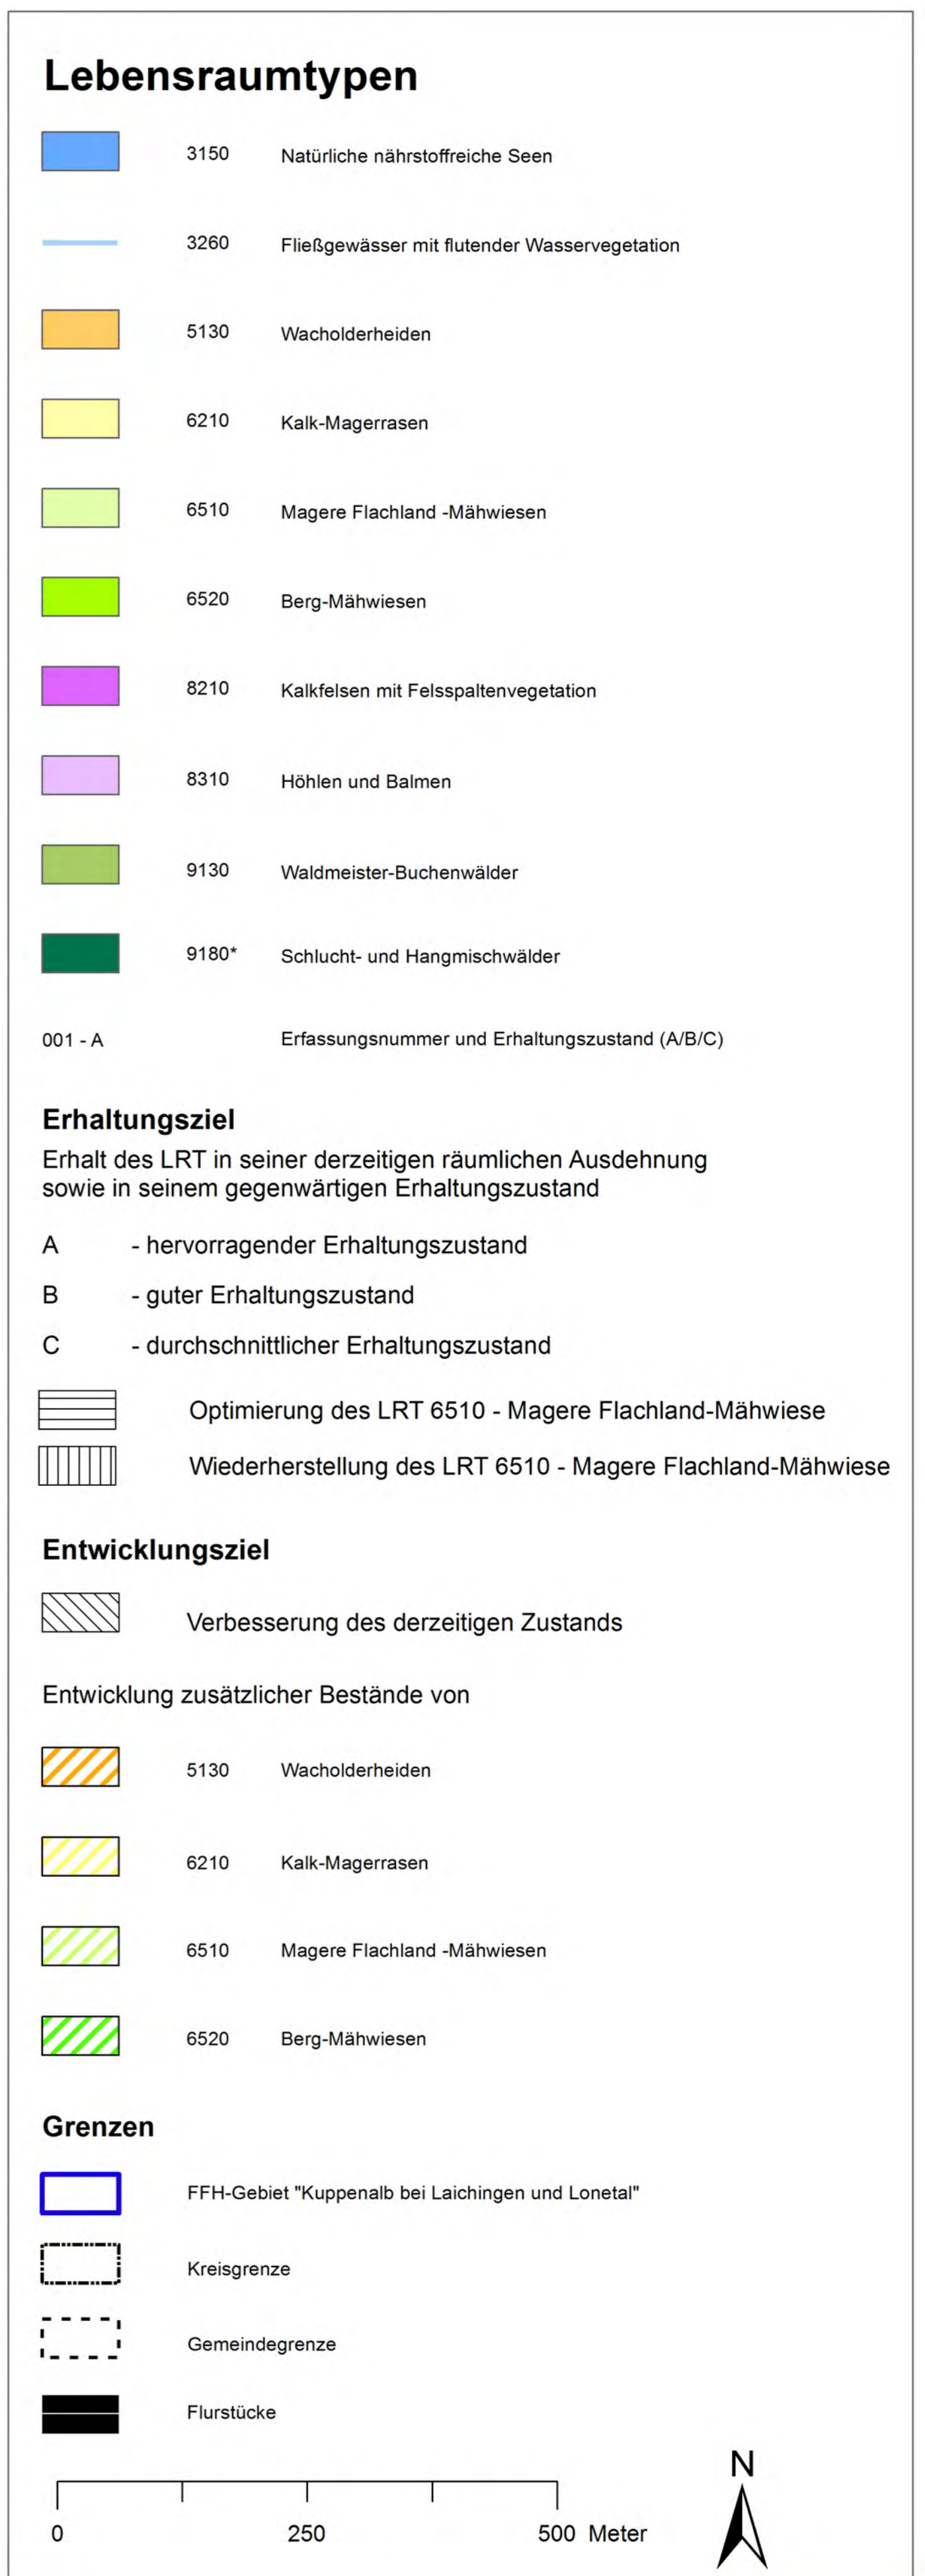 Lebensraumtypen
3150 Natürliche nährstoffreiche Seen
3260 Fließgewässer mit flutender Wasservegetation
5130 Wacholderheiden
6210 Kalk-Magerrasen
6510 Magere Flachland -Mähwiesen
6520 Berg-Mähwiesen
8210 Kalkfelsen mit Felsspaltenvegetation
8310 Höhlen und Balmen
9130 Waldmeister-Buchenwälder
9180* Schlucht- und Hangmischwälder
001 - A Erfassungsnummer und Erhaltungszustand (A/B/C)
Erhaltungsziel
Erhalt des LRT in seiner derzeitigen räumlichen Ausdehnung
sowie in seinem gegenwärtigen Erhaltungszustand
A - hervorragender Erhaltungszustand
B - guter Erhaltungszustand
C - durchschnittlicher Erhaltungszustand
Optimierung des LRT 6510 - Magere Flachland-Mähwiese
Wiederherstellung des LRT 6510 - Magere Flachland-Mähwiese
Entwicklungsziel
Verbesserung des derzeitigen Zustands
Entwicklung zusätzlicher Bestände von
5130 Wacholderheiden
6210 Kalk-Magerrasen
6510 Magere Flachland -Mähwiesen
6520 Berg-Mähwiesen
Grenzen
FFH-Gebiet "Kuppenalb bei Laichingen und Lonetal"
Kreisgrenze
Gemeindegrenze
Flurstücke
N
0 250 500 Meter